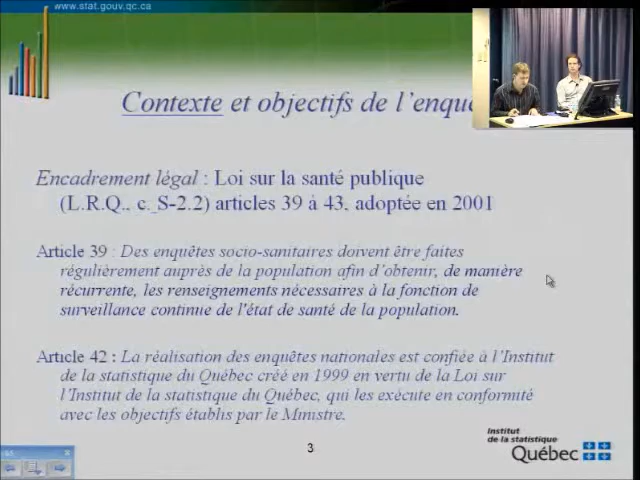 www.stat.gouv.qc.ca
Contexte et objectifs de l'enquê
Encadrement légal : Loi sur la santé publique
(L.R.Q., c. S-2.2) articles 39 à 43, adoptée en 2001
Article 39 : Des enquêtes socio-sanitaires doivent être faites
régulièrement auprès de la population afin d'obtenir, de manière
récurrente, les renseignements nécessaires à la fonction de
surveillance continue de l'état de santé de la population.
Article 42 : La réalisation des enquêtes nationales est confiée à l'Institut
de la statistique du Québec créé en 1999 en vertu de la Loi sur
l'Institut de la statistique du Québec, qui les exécute en conformité
avec les objectifs établis par le Ministre.
3
Institut
de la statistique
Québec